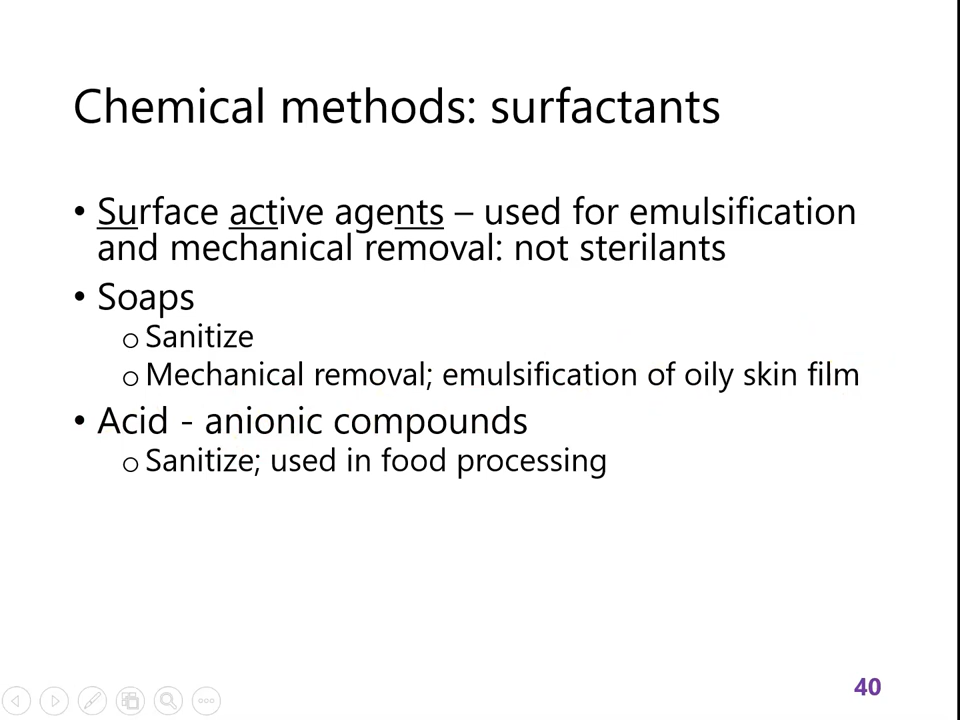 Chemical methods: surfactants
• Surface active agents – used for emulsification
and mechanical removal: not sterilants
• Soaps
o Sanitize
o Mechanical removal; emulsification of oily skin film
• Acid - anionic compounds
o Sanitize; used in food processing
40